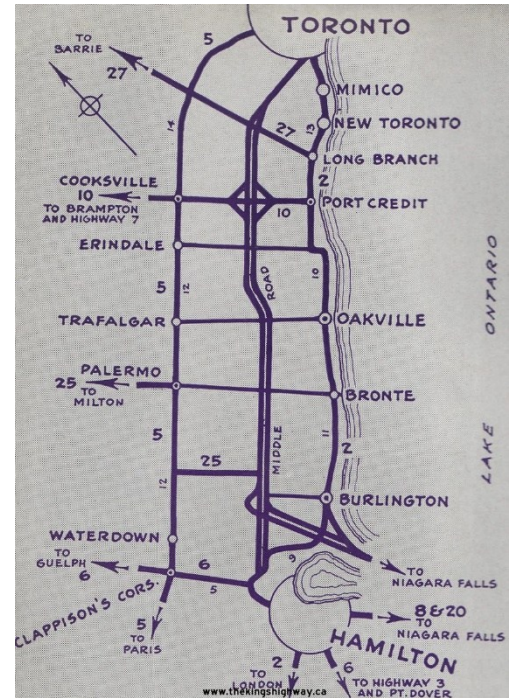 TORONTO
TO
BARRIE
27
5
MIMICO
NEW TORONTO
14
27
13
LONG BRANCH
COOKSVILLE
10
TO BRAMPTON
AND HIGHWAY 7
2
10
PORT CREDIT
ERINDALE
5
12
ROAD
10
LAKE ONTARIO
TRAFALGAR
OAKVILLE
PALERMO
25
TO
MILTON
BRONTE
5
11
2
MIDDLE
25
12
BURLINGTON
WATERDOWN
TO
GUELPH
6
6
5
9
TO
NIAGARA FALLS
CLAPPISON'S CORS.
5
TO
PARIS
8 & 20
TO
NIAGARA FALLS
HAMILTON
2
TO
LONDON
6
TO HIGHWAY 3
AND PT. DOVER
www.thekingshighway.ca